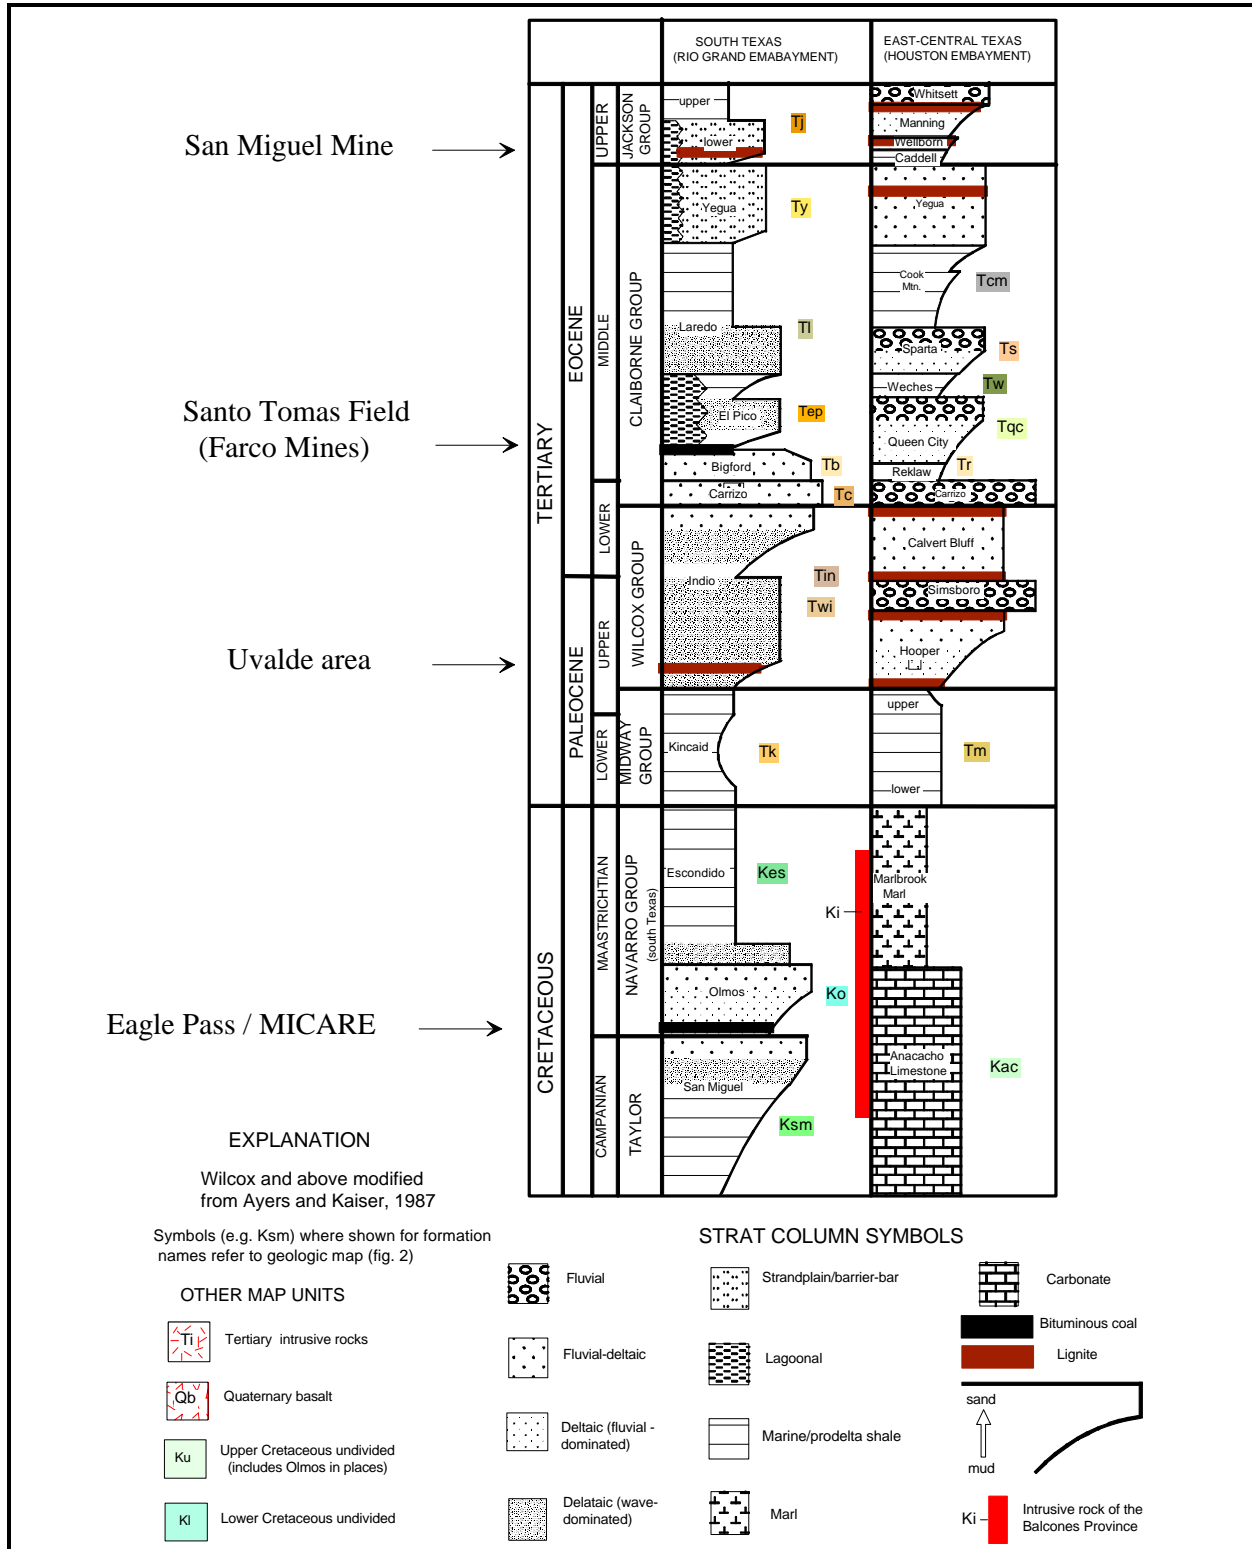 SOUTH TEXAS
(RIO GRAND EMABAYMENT)
EAST-CENTRAL TEXAS
(HOUSTON EMBAYMENT)
San Miguel Mine
Santo Tomas Field
(Farco Mines)
Uvalde area
Eagle Pass / MICARE
TERTIARY
CRETACEOUS
EOCENE
PALEOCENE
UPPER
MIDDLE
LOWER
UPPER
LOWER
MAASTRICHTIAN
CAMPANIAN
JACKSON
GROUP
CLAIBORNE GROUP
WILCOX GROUP
MIDWAY
GROUP
NAVARRO GROUP
(south Texas)
TAYLOR
upper
lower
Tj
Yegua
Ty
Laredo
Tl
El Pico
Tep
Bigford
Tb
Carrizo
Tc
Indio
Tin
Twi
Kincaid
Tk
Escondido
Kes
Olmos
Ko
San Miguel
Ksm
Ki
Whitsett
Manning
Wellborn
Caddell
Yegua
Cook
Mtn.
Tcm
Sparta
Ts
Weches
Tw
Queen City
Tqc
Reklaw
Tr
Carrizo
Calvert Bluff
Simsboro
Hooper
upper
lower
Tm
Marlbrook
Marl
Anacacho
Limestone
Kac
EXPLANATION
Wilcox and above modified
from Ayers and Kaiser, 1987
Symbols (e.g. Ksm) where shown for formation
names refer to geologic map (fig. 2)
OTHER MAP UNITS
Ti
Tertiary intrusive rocks
Qb
Quaternary basalt
Ku
Upper Cretaceous undivided
(includes Olmos in places)
Kl
Lower Cretaceous undivided
STRAT COLUMN SYMBOLS
Fluvial
Fluvial-deltaic
Deltaic (fluvial -
dominated)
Delataic (wave-
dominated)
Strandplain/barrier-bar
Lagoonal
Marine/prodelta shale
Marl
Carbonate
Bituminous coal
Lignite
sand
mud
Ki
Intrusive rock of the
Balcones Province